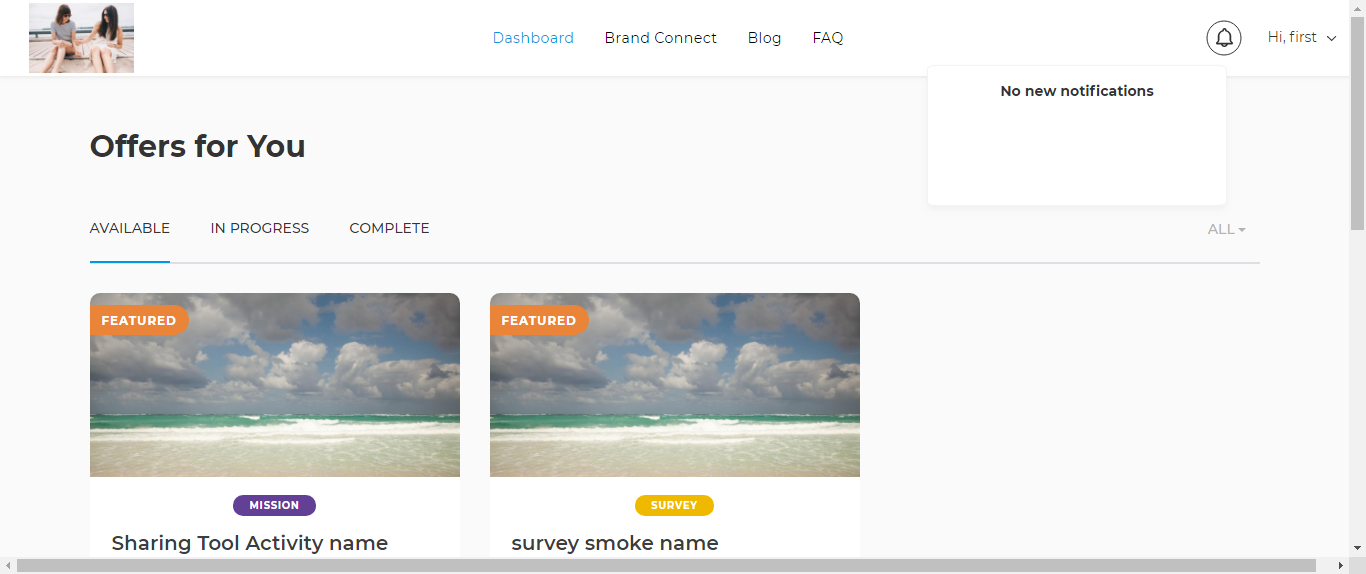 Dashboard
Brand Connect
Blog
FAQ
Hi, first
No new notifications
Offers for You
AVAILABLE
IN PROGRESS
COMPLETE
ALL
FEATURED
FEATURED
MISSION
SURVEY
Sharing Tool Activity name
survey smoke name